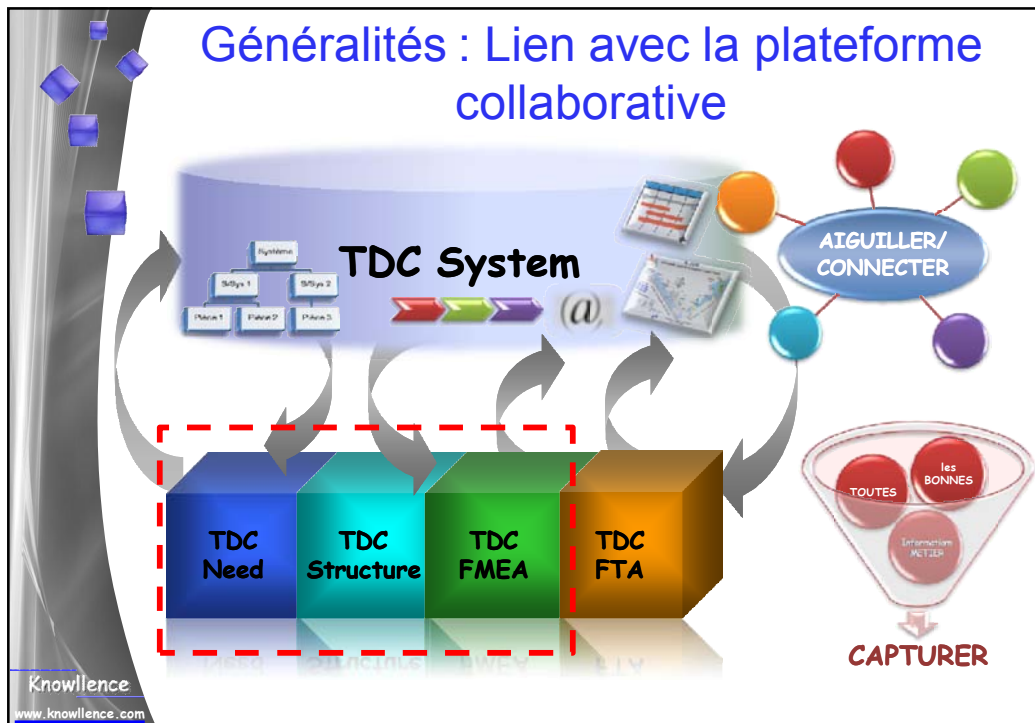 Généralités : Lien avec la plateforme
collaborative
TDC System
Système
S/Sys 1
S/Sys 2
Pièce 1
Pièce 2
Pièce 3
@
AIGUILLER/
CONNECTER
TDC
Need
TDC
Structure
TDC
FMEA
TDC
FTA
TOUTES
les
BONNES
Information
METIER
CAPTURER
Knowllence
www.knowllence.com